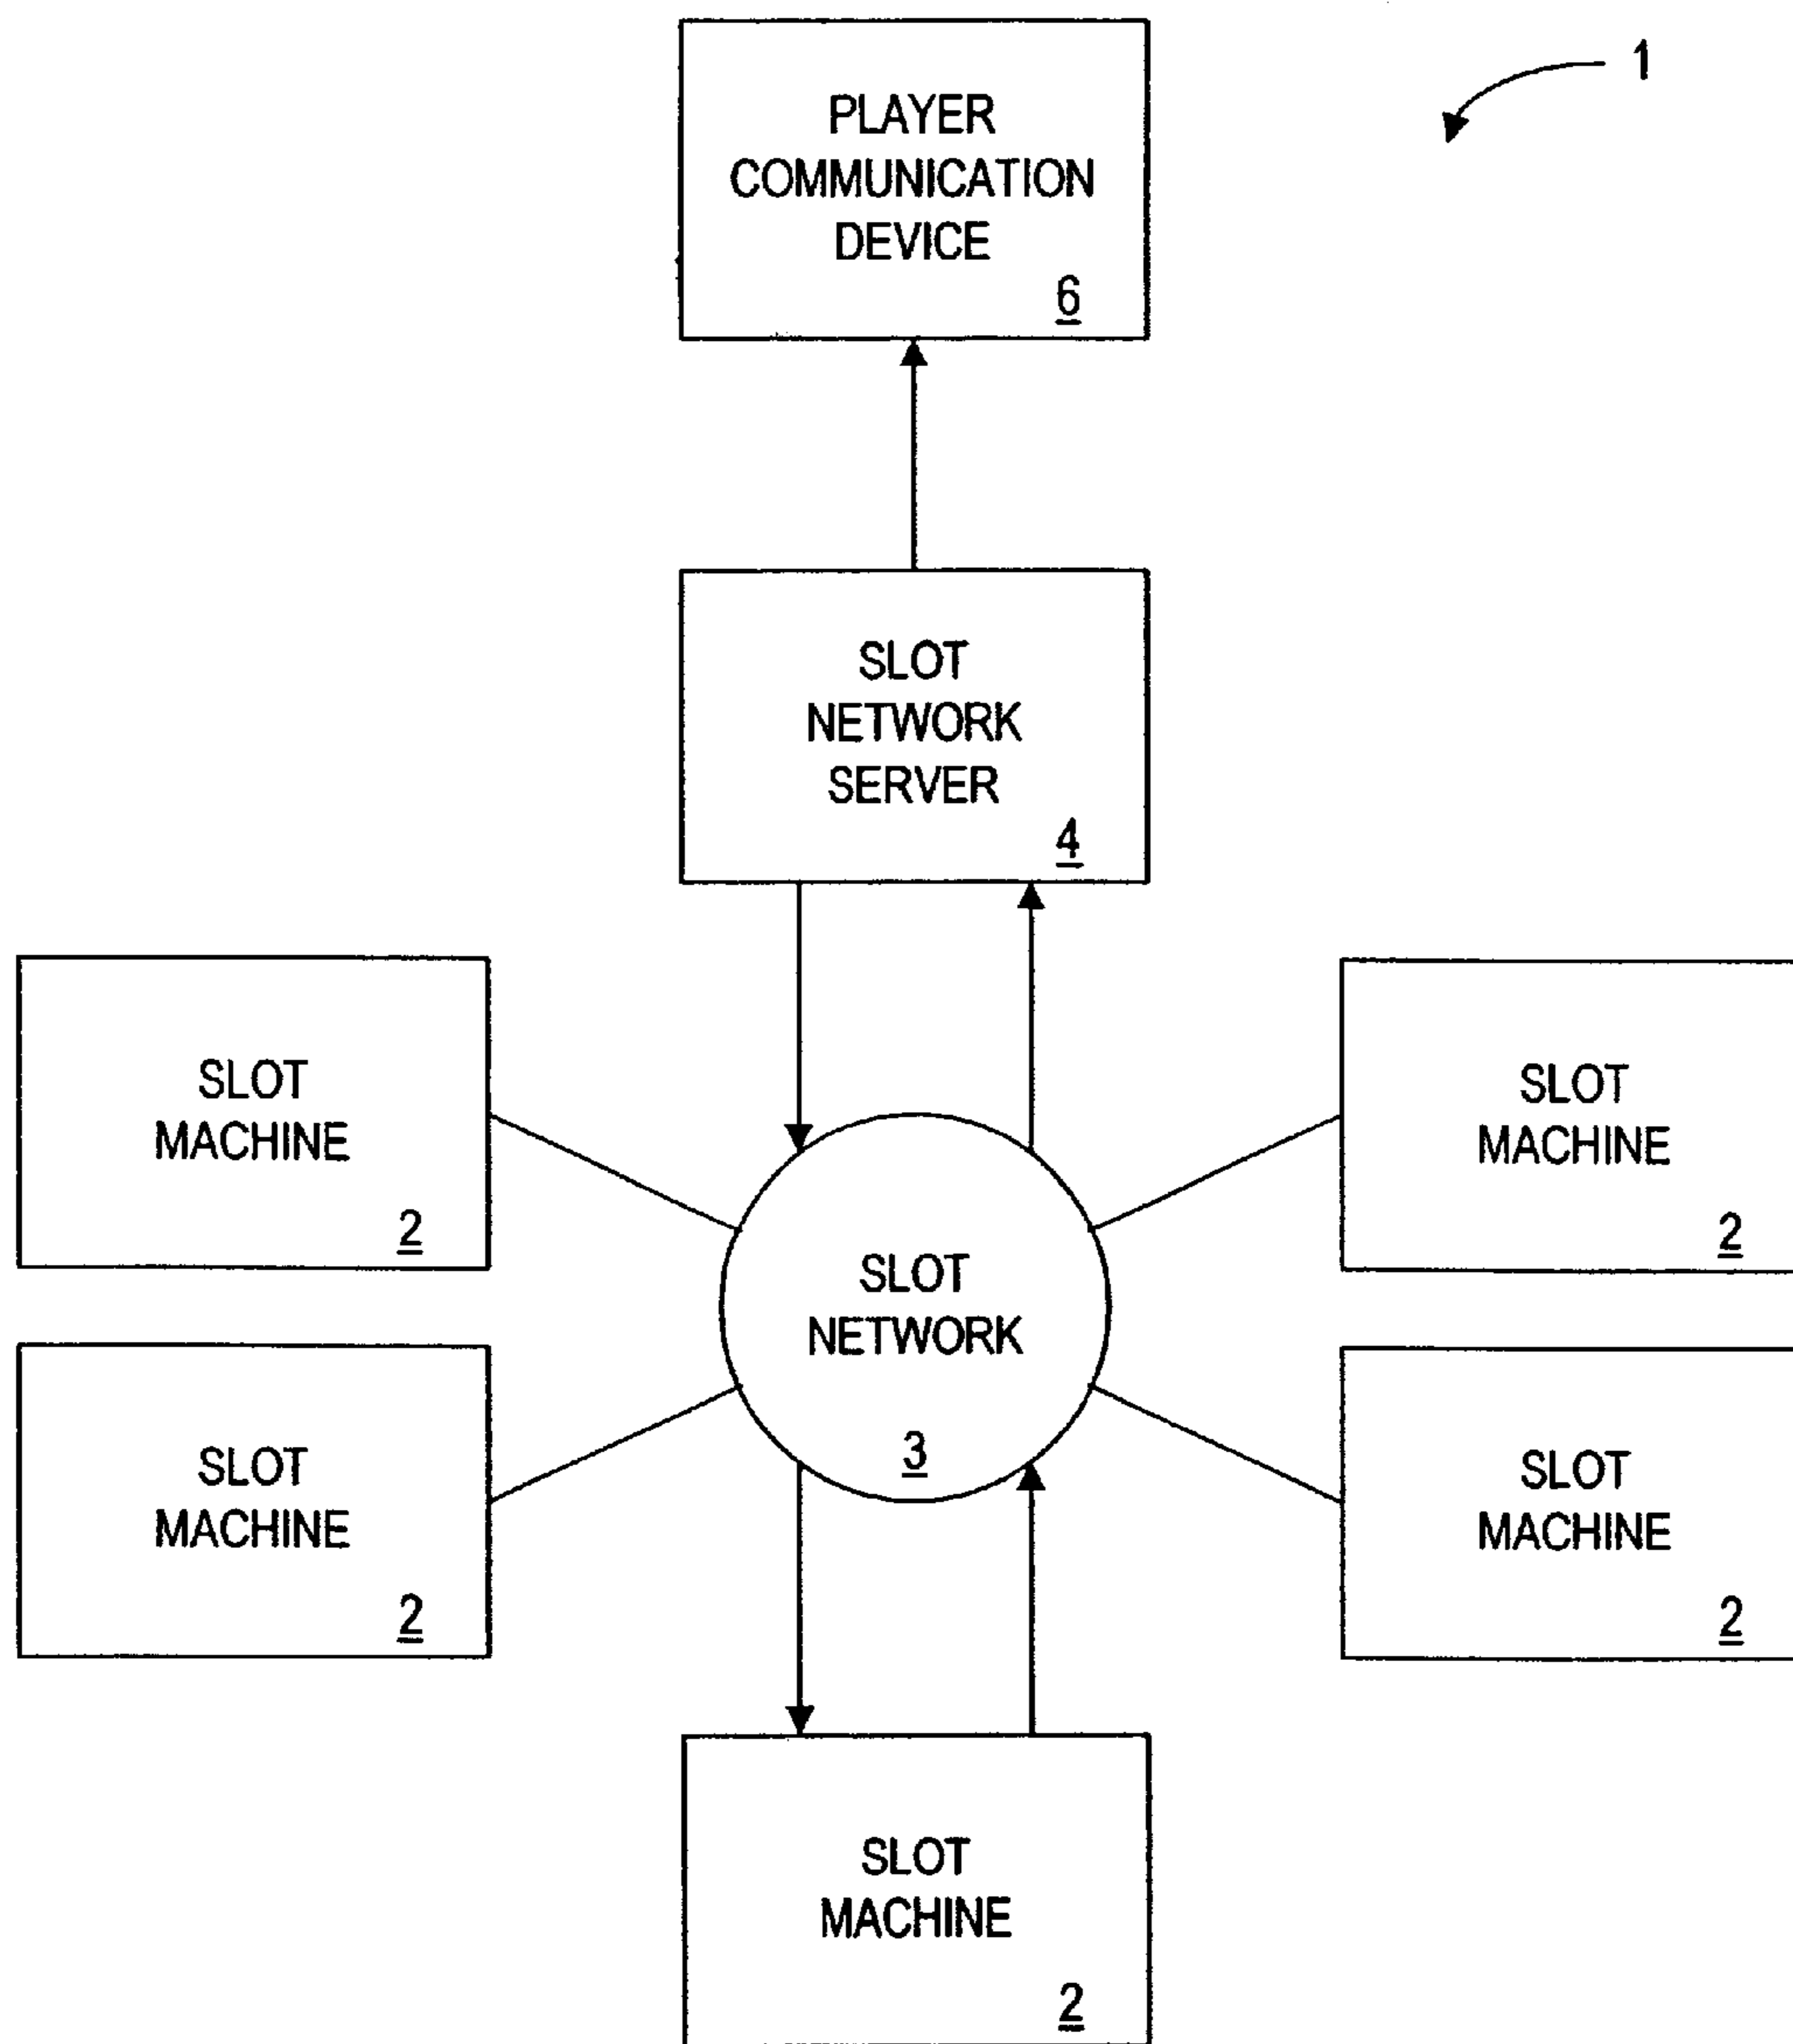 1
PLAYER
COMMUNICATION
DEVICE
6
SLOT
NETWORK
SERVER
4
SLOT
MACHINE
2
SLOT
MACHINE
2
SLOT
NETWORK
3
SLOT
MACHINE
2
SLOT
MACHINE
2
SLOT
MACHINE
2